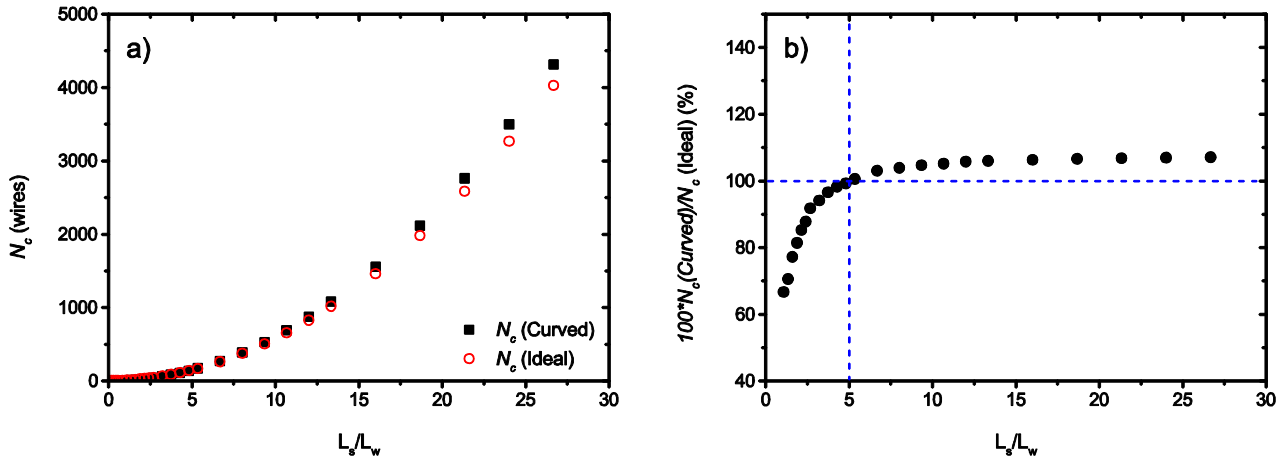 a)
5000
4000
3000
2000
1000
0
N_c (wires)
0 5 10 15 20 25 30
L_s/L_w
N_c (Curved)
N_c (Ideal)
b)
140
120
100
80
60
40
100*N_c(Curved)/N_c (Ideal) (%)
0 5 10 15 20 25 30
L_s/L_w